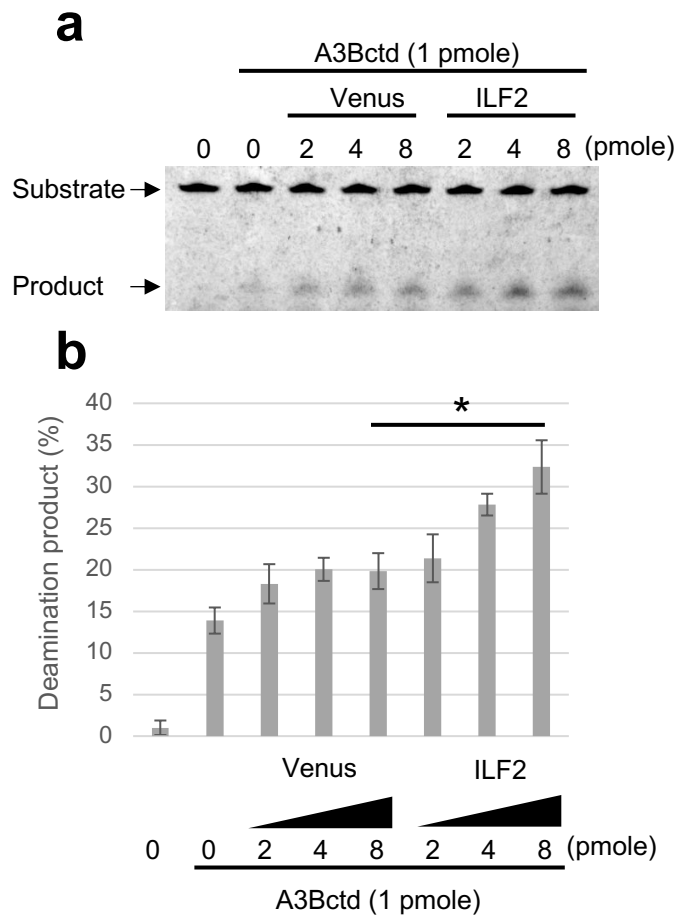 a
A3Bctd (1 pmole)
Venus ILF2
0 0 2 4 8 2 4 8 (pmole)
Substrate
Product
b
*
Deamination product (%)
40
35
30
25
20
15
10
5
0
Venus ILF2
0 0 2 4 8 2 4 8 (pmole)
A3Bctd (1 pmole)